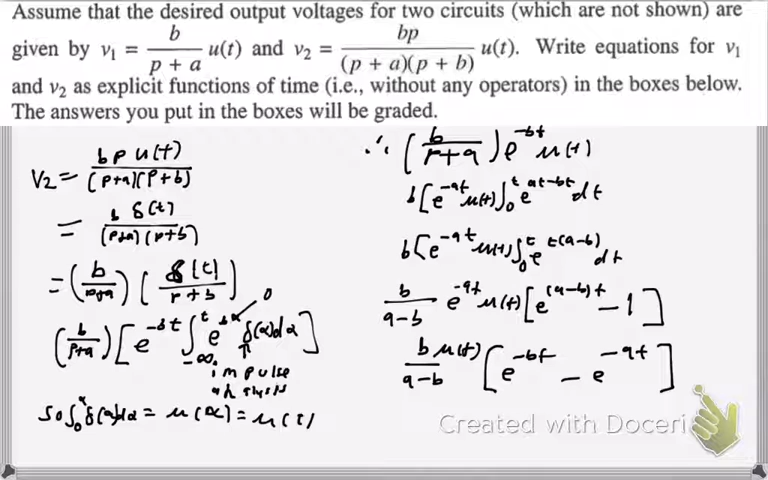 Assume that the desired output voltages for two circuits (which are not shown) are
given by v₁ = b/(p + a) u(t) and v₂ = bp/((p + a)(p + b)) u(t). Write equations for v₁
and v₂ as explicit functions of time (i.e., without any operators) in the boxes below.
The answers you put in the boxes will be graded.
V2 = b p u(t)/((p+a)(p+b))
= b δ(t)/((p+a)(p+b))
= (b/(p+a)) (δ(t)/(p+b))
(b/(p+a)) [e^(-bt) ∫_(-∞)^t e^(bα) δ(α)dα]
0
impulse
So ∫_0^α δ(α)dα = u(α) = u(t)
∴ (b/(p+a)) e^(-bt) u(t)
b[e^(-at) u(t) ∫_0^t e^(at-bt) dt
b[e^(-at) u(t) ∫_0^t e^(t(a-b)) dt
b/(a-b) e^(-at) u(t) [e^((a-b)t) - 1]
b u(t)/(a-b) [e^(-bt) - e^(-at)]
Created with Doceri